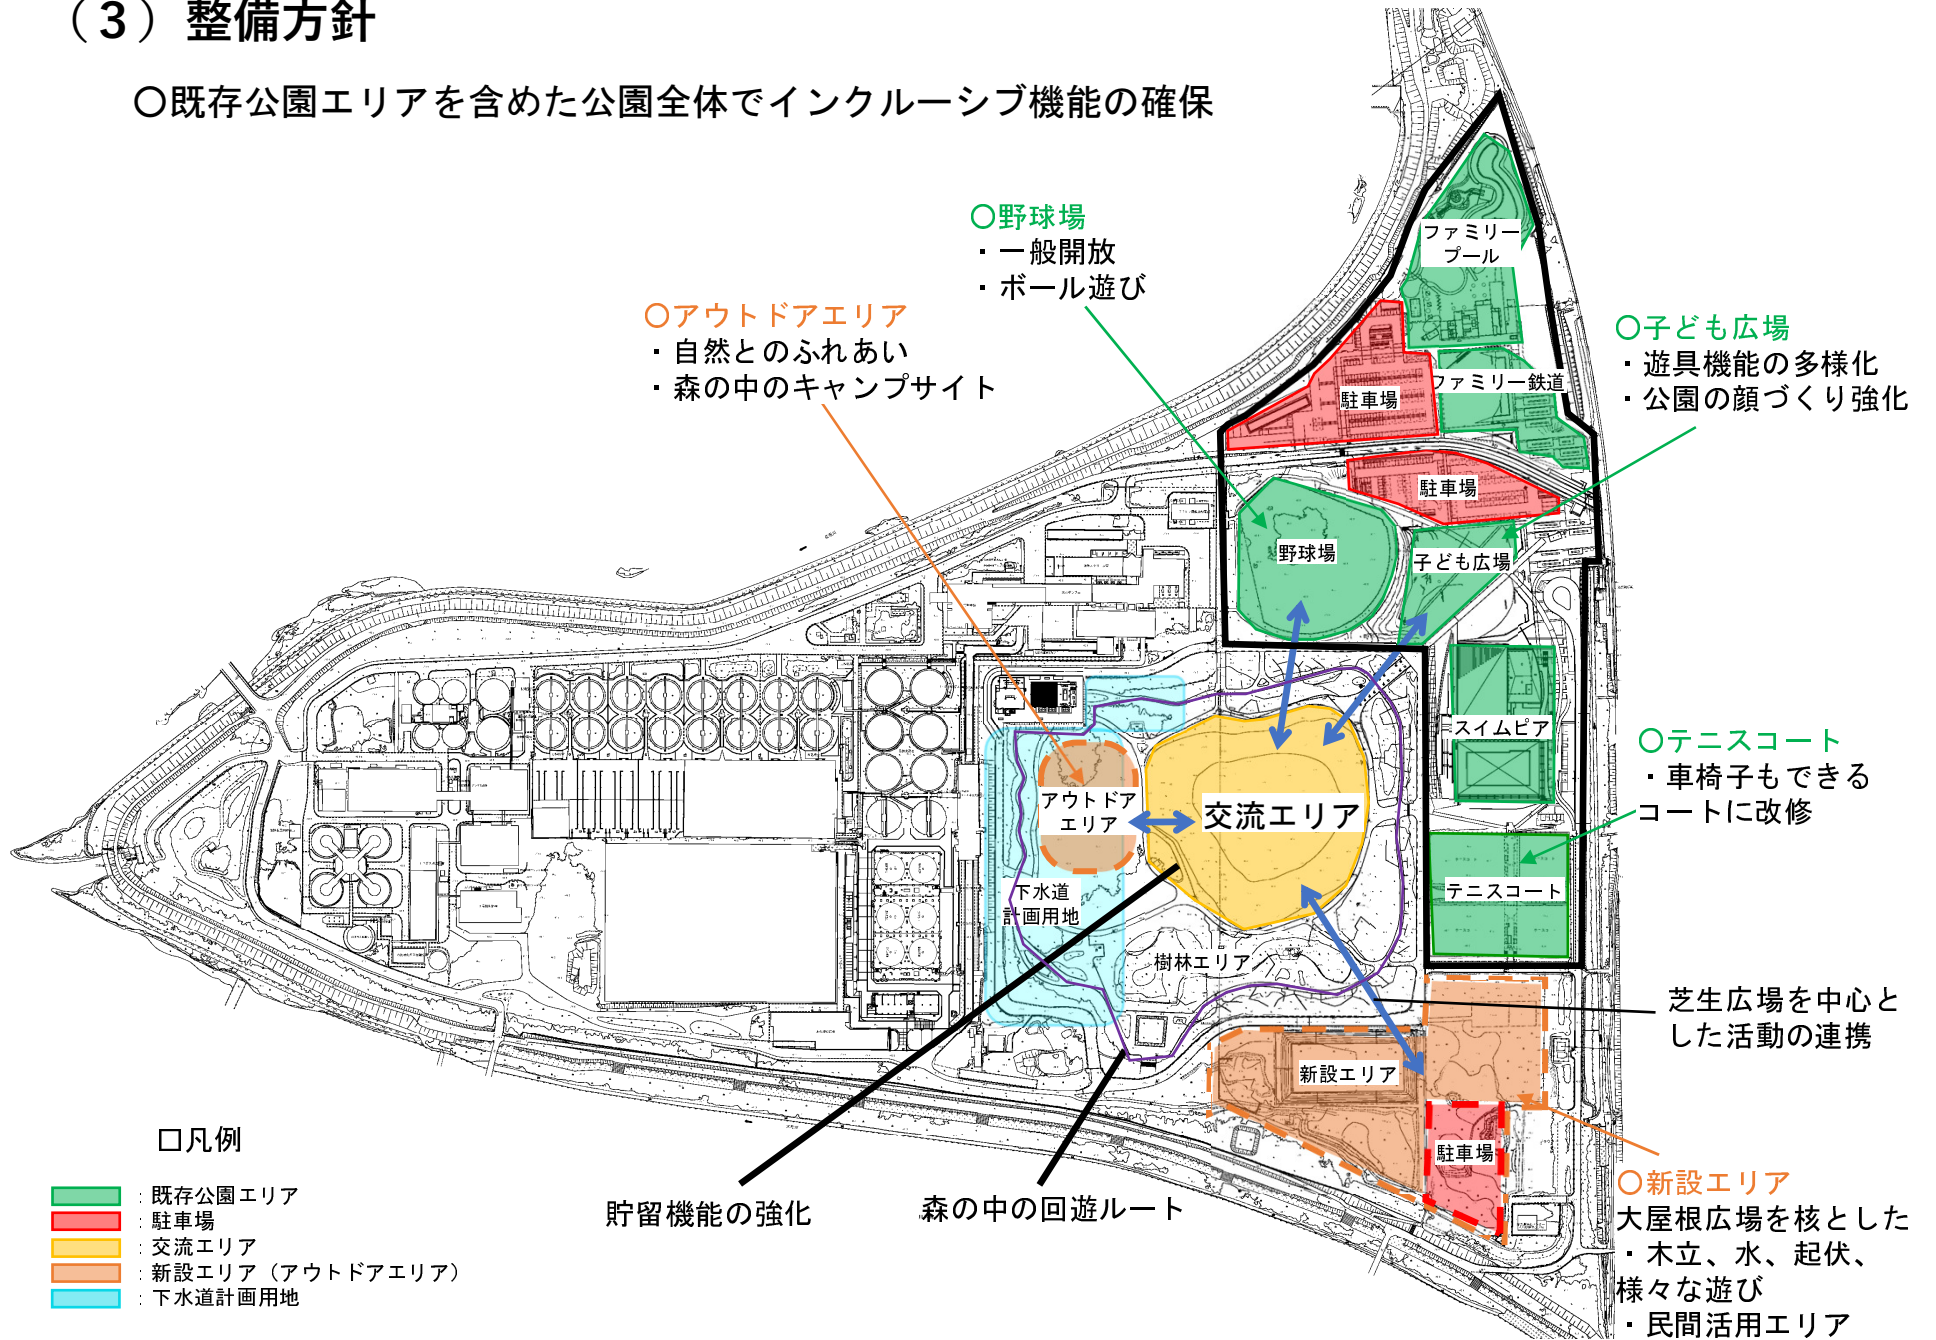 （３）整備方針
〇既存公園エリアを含めた公園全体でインクルーシブ機能の確保
〇野球場
・一般開放
・ボール遊び
〇アウトドアエリア
・自然とのふれあい
・森の中のキャンプサイト
ファミリー
プール
〇子ども広場
・遊具機能の多様化
・公園の顔づくり強化
ファミリー鉄道
駐車場
駐車場
野球場
子ども広場
スイムピア
〇テニスコート
・車椅子もできる
コートに改修
アウトドア
エリア
交流エリア
下水道
計画用地
テニスコート
樹林エリア
芝生広場を中心と
した活動の連携
新設エリア
駐車場
〇新設エリア
大屋根広場を核とした
・木立、水、起伏、
様々な遊び
・民間活用エリア
貯留機能の強化
森の中の回遊ルート
□凡例
：既存公園エリア
：駐車場
：交流エリア
：新設エリア（アウトドアエリア）
：下水道計画用地